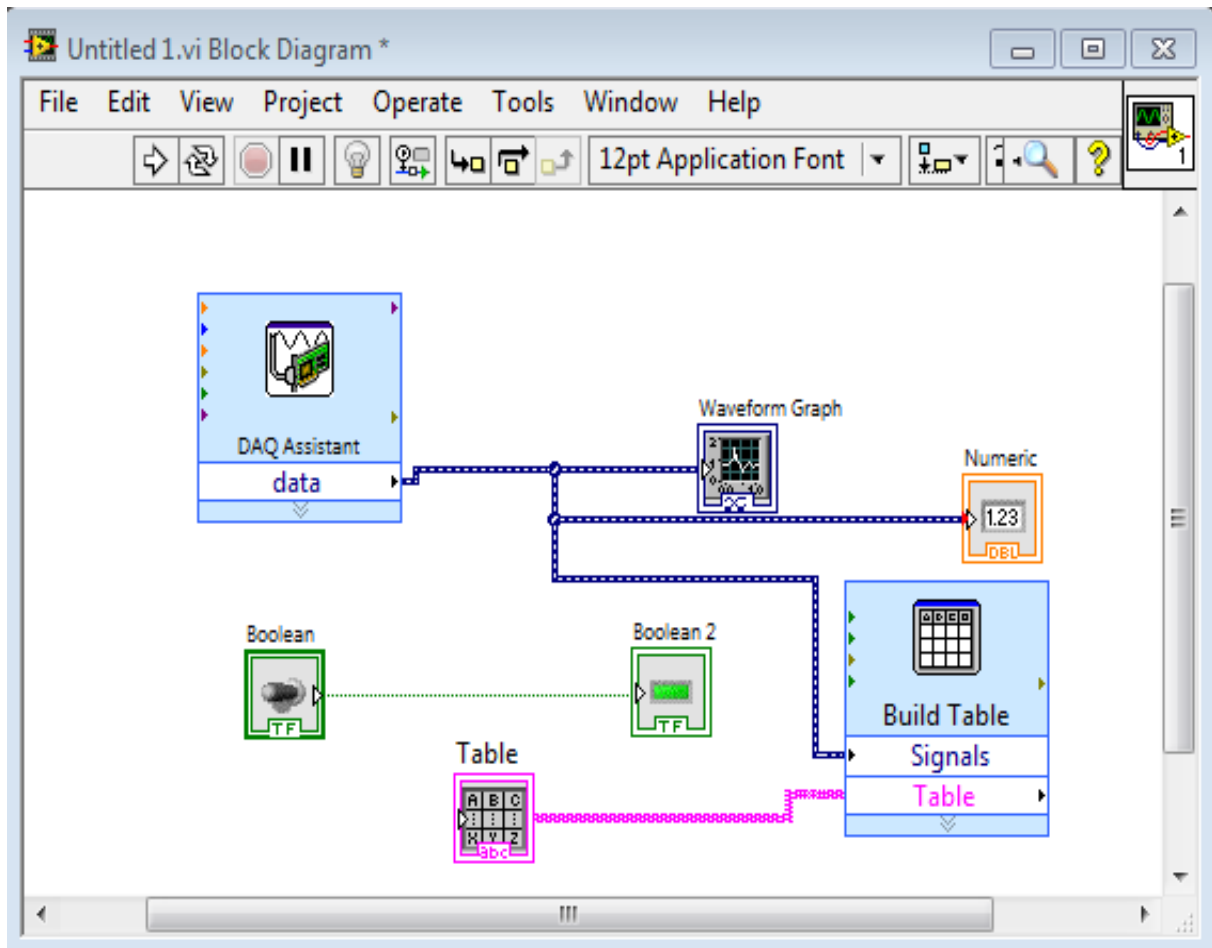 Untitled 1.vi Block Diagram *
File Edit View Project Operate Tools Window Help
12pt Application Font
1
DAQ Assistant
data
Waveform Graph
Numeric
1.23
DBL
Boolean
TF
Boolean 2
TF
Build Table
Signals
Table
Table
A B C
X Y Z
abc